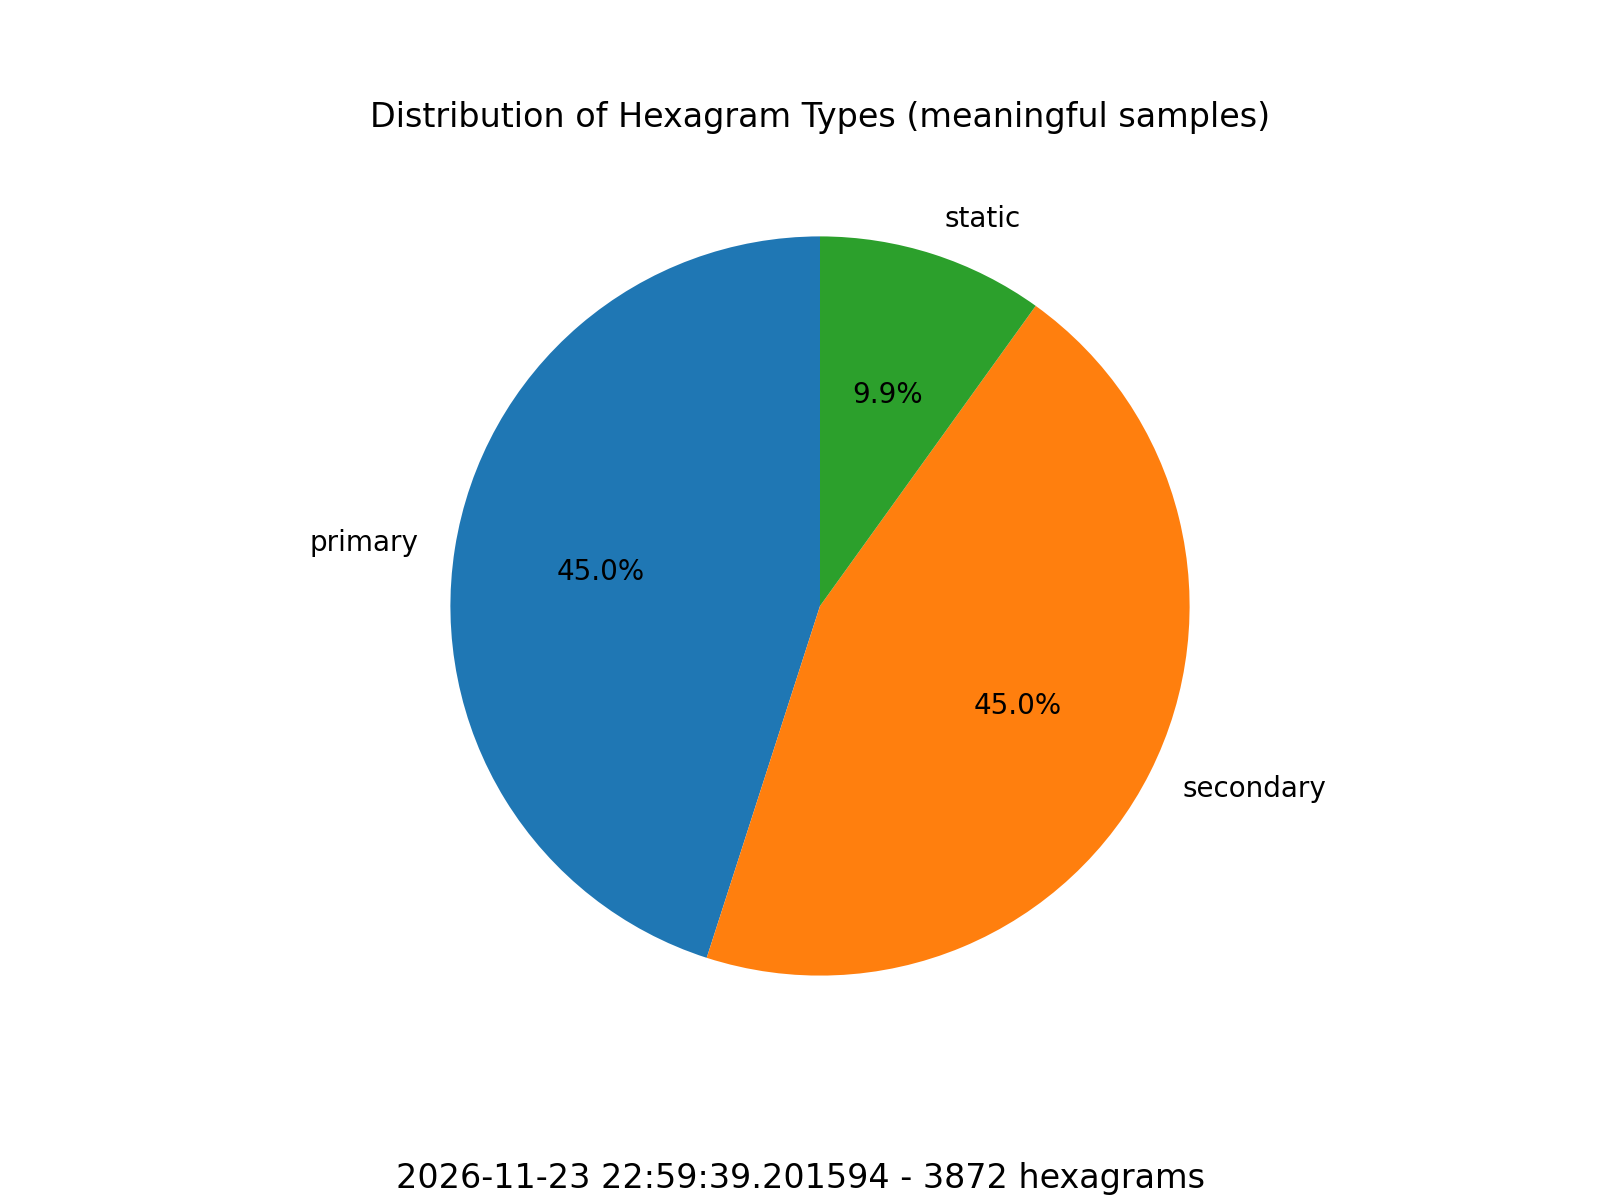 Distribution of Hexagram Types (meaningful samples)
static
9.9%
primary
45.0%
45.0%
secondary
2026-11-23 22:59:39.201594 - 3872 hexagrams